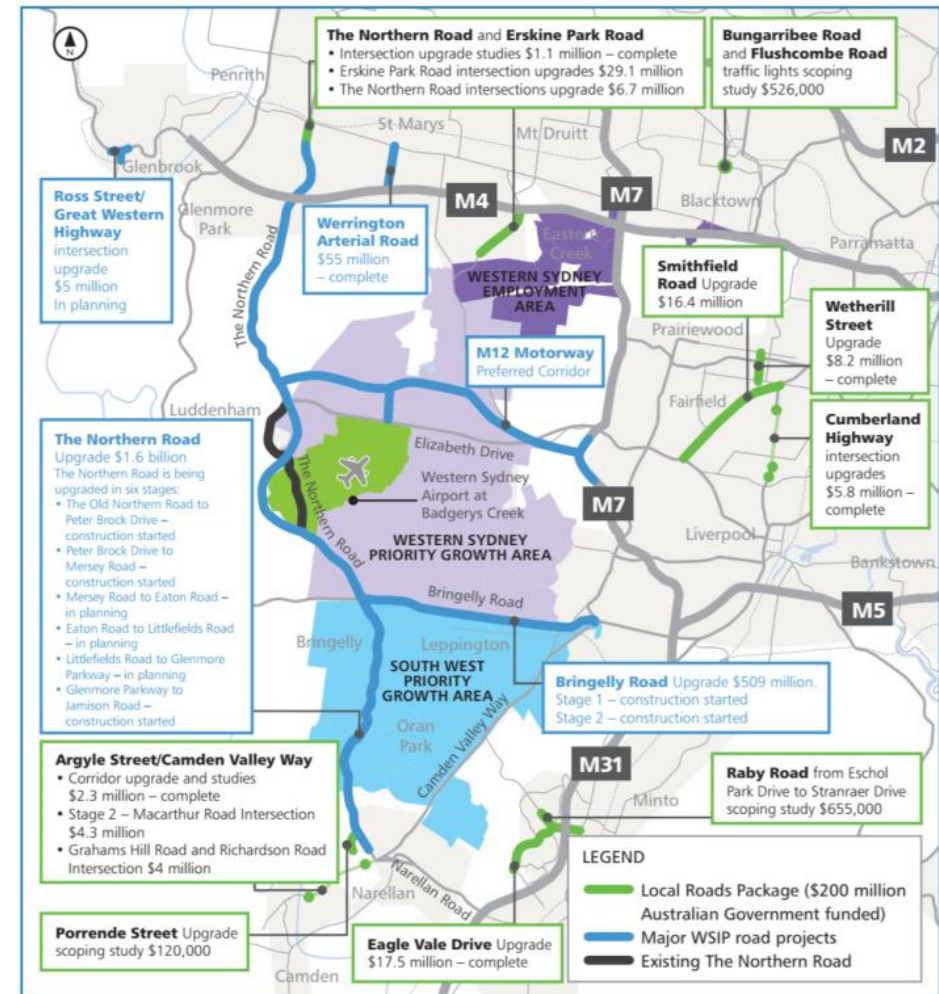 N
The Northern Road and Erskine Park Road
• Intersection upgrade studies $1.1 million – complete
• Erskine Park Road intersection upgrades $29.1 million
• The Northern Road intersections upgrade $6.7 million
Bungarribee Road
and Flushcombe Road
traffic lights scoping
study $526,000
Penrith
St Marys
Mt Druitt
M2
Glenbrook
Ross Street/
Great Western
Highway
intersection
upgrade
$5 million
In planning
Glenmore
Park
Werrington
Arterial Road
$55 million
– complete
M4
M7
Blacktown
Parramatta
Eastern
Creek
WESTERN SYDNEY
EMPLOYMENT
AREA
The Northern Road
Smithfield
Road Upgrade
$16.4 million
Prairiewood
Wetherill
Street
Upgrade
$8.2 million
– complete
M12 Motorway
Preferred Corridor
Luddenham
Fairfield
Cumberland
Highway
intersection
upgrades
$5.8 million –
complete
The Northern Road
Upgrade $1.6 billion
The Northern Road is being
upgraded in six stages:
• The Old Northern Road to
Peter Brock Drive –
construction started
• Peter Brock Drive to
Mersey Road –
construction started
• Mersey Road to Eaton Road –
in planning
• Eaton Road to Littlefields Road
– in planning
• Littlefields Road to Glenmore
Parkway – in planning
• Glenmore Parkway to
Jamison Road –
construction started
Elizabeth Drive
The Northern Road
Western Sydney
Airport at
Badgerys Creek
M7
WESTERN SYDNEY
PRIORITY GROWTH AREA
Liverpool
Bankstown
Bringelly Road
M5
Bringelly
Leppington
SOUTH WEST
PRIORITY
GROWTH AREA
Bringelly Road Upgrade $509 million.
Stage 1 – construction started
Stage 2 – construction started
Oran
Park
Camden Valley Way
Argyle Street/Camden Valley Way
• Corridor upgrade and studies
$2.3 million – complete
• Stage 2 – Macarthur Road Intersection
$4.3 million
• Grahams Hill Road and Richardson Road
Intersection $4 million
M31
Minto
Raby Road from Eschol
Park Drive to Stranraer Drive
scoping study $655,000
Narellan
Narellan Road
Porrende Street Upgrade
scoping study $120,000
Camden
Eagle Vale Drive Upgrade
$17.5 million – complete
LEGEND
Local Roads Package ($200 million
Australian Government funded)
Major WSIP road projects
Existing The Northern Road